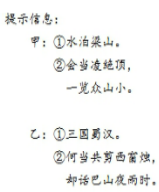 提示信息：
甲：①水泊梁山。
②会当凌绝顶，
一览众山小。
乙：①三国蜀汉。
②何当共剪西窗烛，
却话巴山夜雨时。